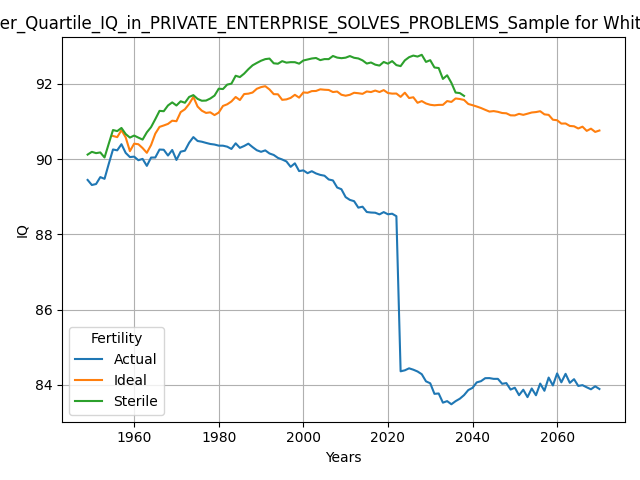 er_Quartile_IQ_in_PRIVATE_ENTERPRISE_SOLVES_PROBLEMS_Sample for Whit
92
90
88
86
84
IQ
Fertility
Actual
Ideal
Sterile
1960 1980 2000 2020 2040 2060
Years